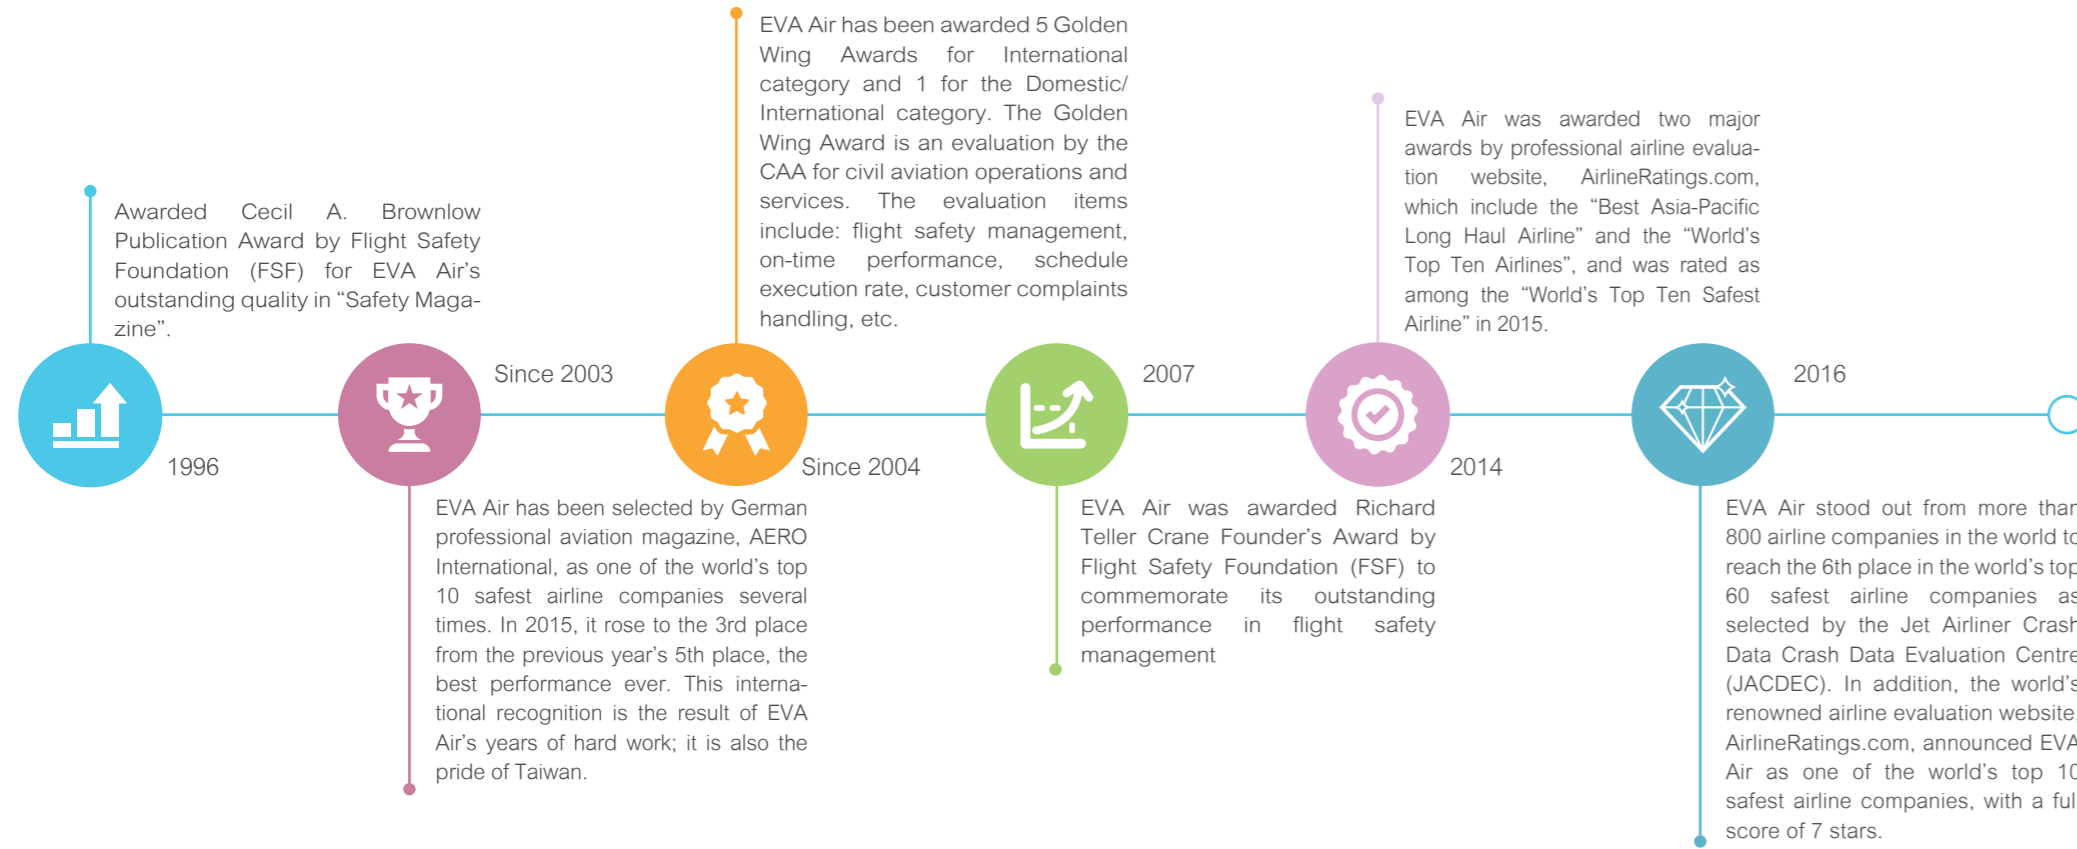 Awarded Cecil A. Brownlow
Publication Award by Flight Safety
Foundation (FSF) for EVA Air's
outstanding quality in “Safety Maga-
zine”.
1996
Since 2003
EVA Air has been selected by German
professional aviation magazine, AERO
International, as one of the world's top
10 safest airline companies several
times. In 2015, it rose to the 3rd place
from the previous year's 5th place, the
best performance ever. This interna-
tional recognition is the result of EVA
Air's years of hard work; it is also the
pride of Taiwan.
EVA Air has been awarded 5 Golden
Wing Awards for International
category and 1 for the Domestic/
International category. The Golden
Wing Award is an evaluation by the
CAA for civil aviation operations and
services. The evaluation items
include: flight safety management,
on-time performance, schedule
execution rate, customer complaints
handling, etc.
Since 2004
2007
EVA Air was awarded Richard
Teller Crane Founder's Award by
Flight Safety Foundation (FSF) to
commemorate its outstanding
performance in flight safety
management
EVA Air was awarded two major
awards by professional airline evalua-
tion website, AirlineRatings.com,
which include the “Best Asia-Pacific
Long Haul Airline” and the “World's
Top Ten Airlines”, and was rated as
among the “World's Top Ten Safest
Airline” in 2015.
2014
2016
EVA Air stood out from more than
800 airline companies in the world to
reach the 6th place in the world's top
60 safest airline companies as
selected by the Jet Airliner Crash
Data Crash Data Evaluation Centre
(JACDEC). In addition, the world's
renowned airline evaluation website,
AirlineRatings.com, announced EVA
Air as one of the world's top 10
safest airline companies, with a full
score of 7 stars.